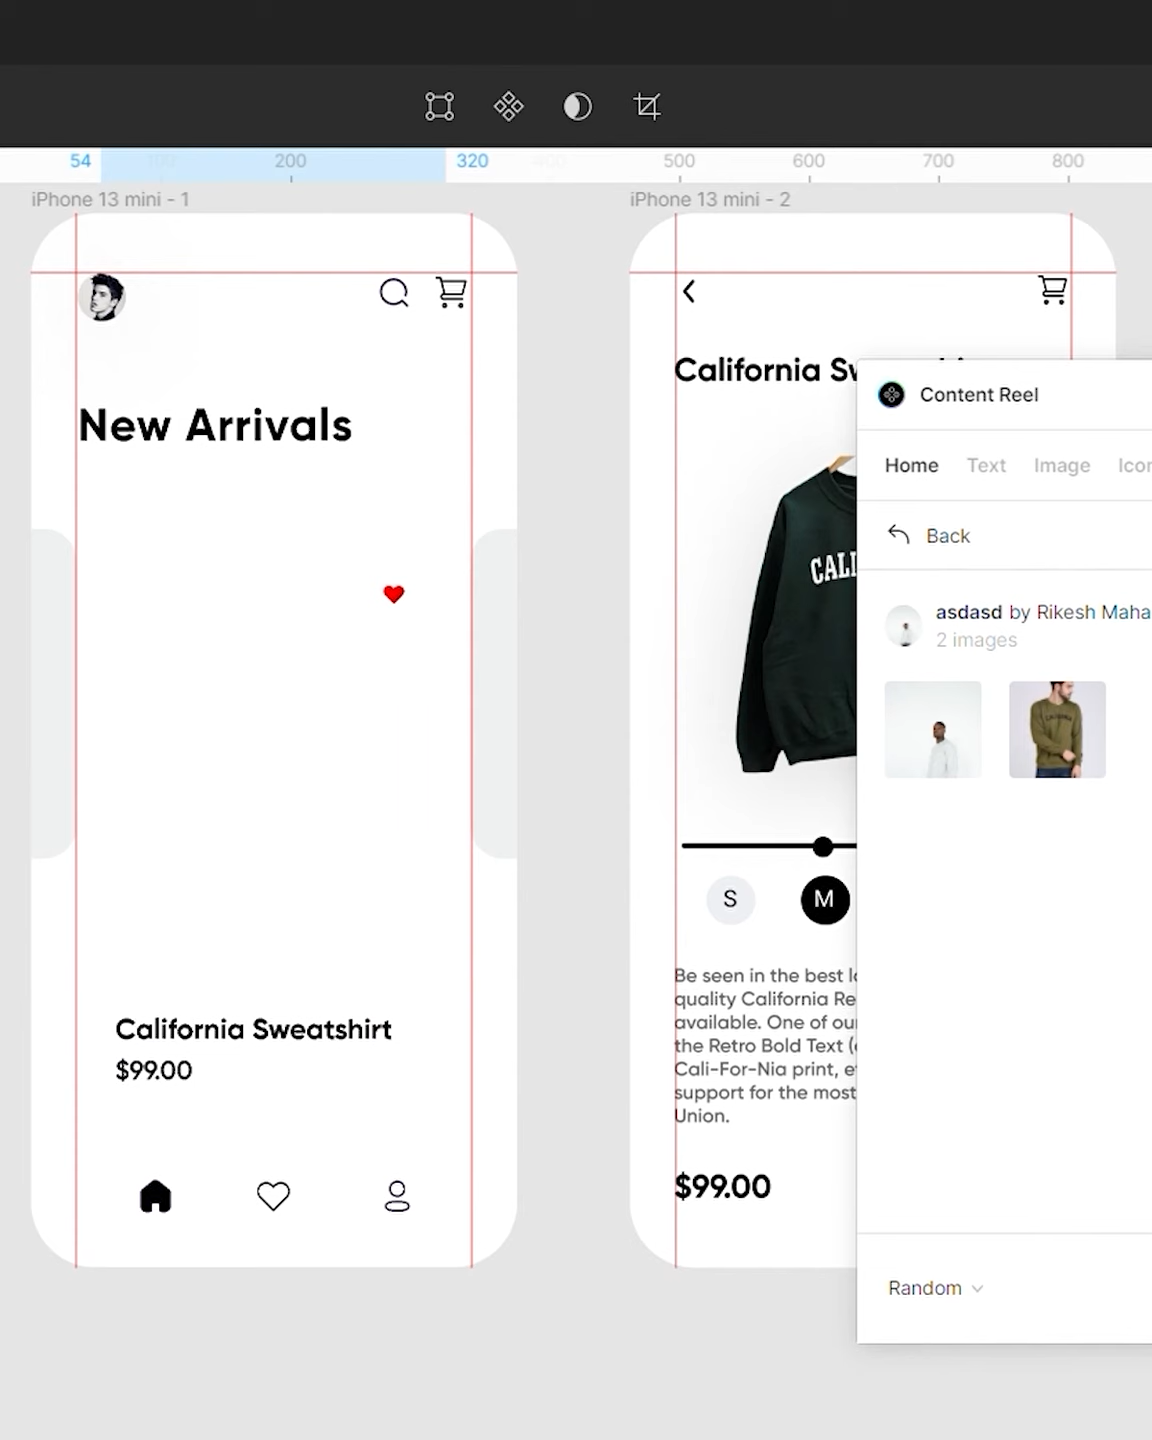 54 100 200 320 400 500 600 700 800
iPhone 13 mini - 1
iPhone 13 mini - 2
New Arrivals
California Sweatshirt
$99.00
California
CALI
S
M
Be seen in the best
quality California Re
available. One of our
the Retro Bold Text
Cali-For-Nia print,
support for the most
Union.
$99.00
Content Reel
Home Text Image Icon
Back
asdasd by Rikesh Maha
2 images
Random